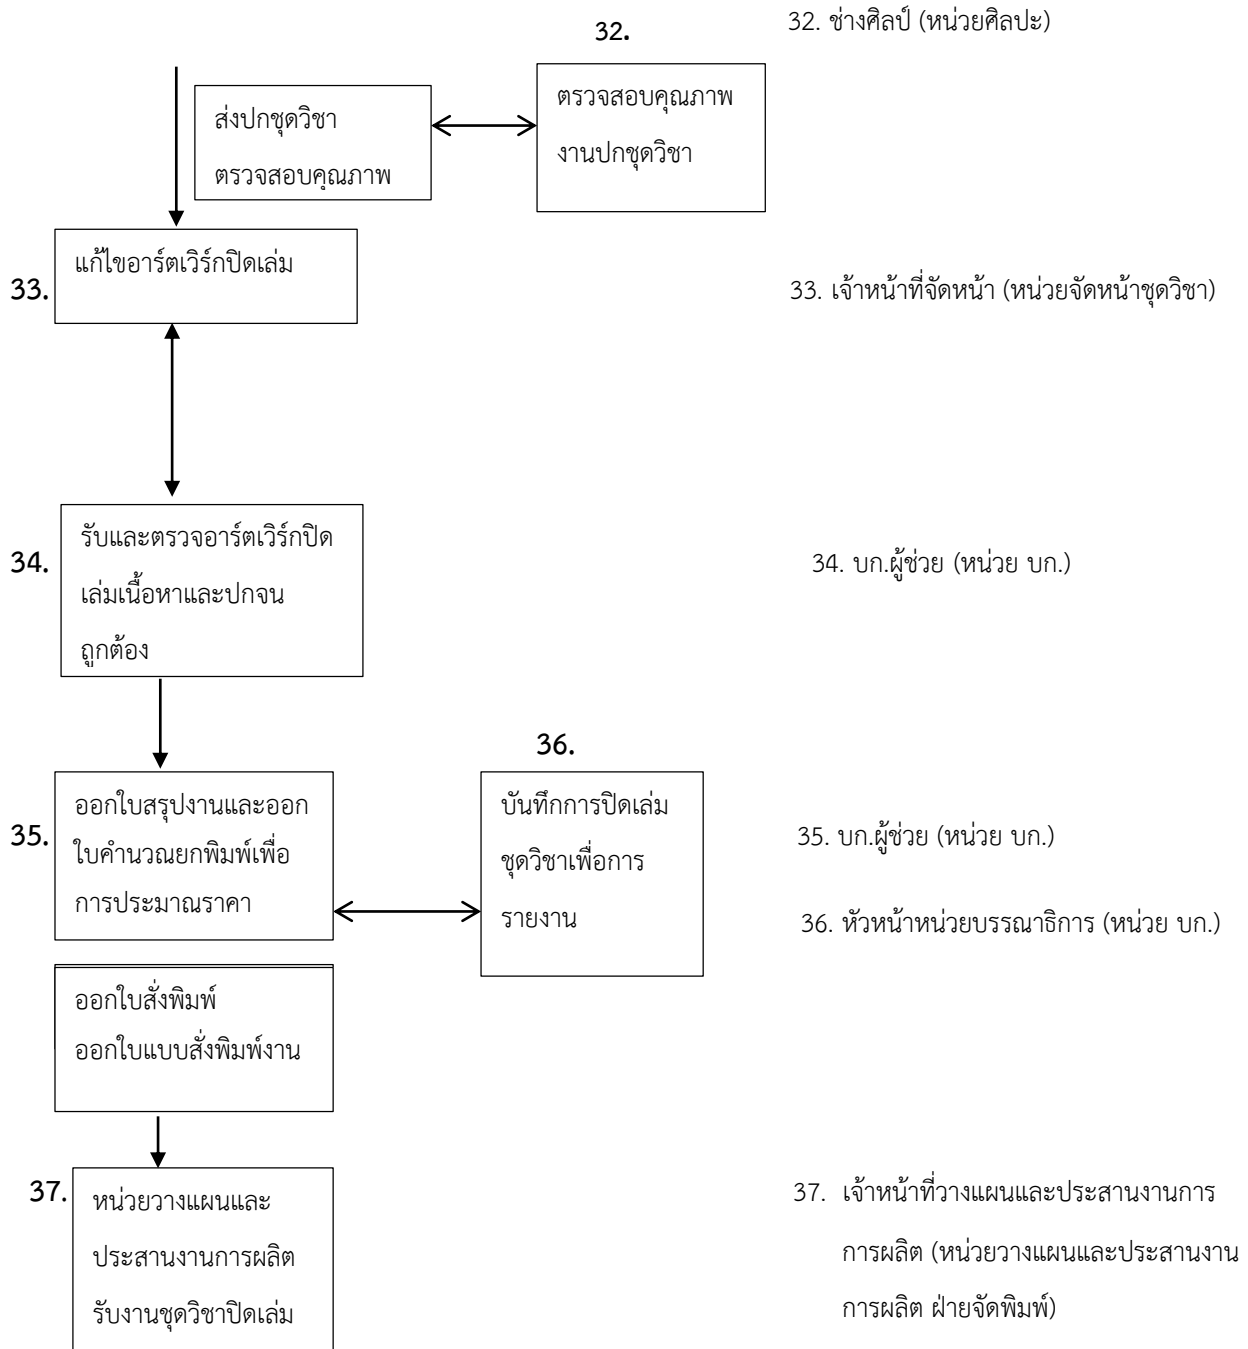 32.
32. ช่างศิลป์ (หน่วยศิลปะ)
ส่งปกชุดวิชา
ตรวจสอบคุณภาพ
ตรวจสอบคุณภาพ
งานปกชุดวิชา
33.
แก้ไขอาร์ตเวิร์กปิดเล่ม
33. เจ้าหน้าที่จัดหน้า (หน่วยจัดหน้าชุดวิชา)
34.
รับและตรวจอาร์ตเวิร์กปิด
เล่มเนื้อหาและปกจน
ถูกต้อง
34. บก.ผู้ช่วย (หน่วย บก.)
35.
ออกใบสรุปงานและออก
ใบคำนวณยกพิมพ์เพื่อ
การประมาณราคา
36.
บันทึกการปิดเล่ม
ชุดวิชาเพื่อการ
รายงาน
35. บก.ผู้ช่วย (หน่วย บก.)
36. หัวหน้าหน่วยบรรณาธิการ (หน่วย บก.)
ออกใบสั่งพิมพ์
ออกใบแบบสั่งพิมพ์งาน
37.
หน่วยวางแผนและ
ประสานงานการผลิต
รับงานชุดวิชาปิดเล่ม
37. เจ้าหน้าที่วางแผนและประสานงานการ
การผลิต (หน่วยวางแผนและประสานงาน
การผลิต ฝ่ายจัดพิมพ์)